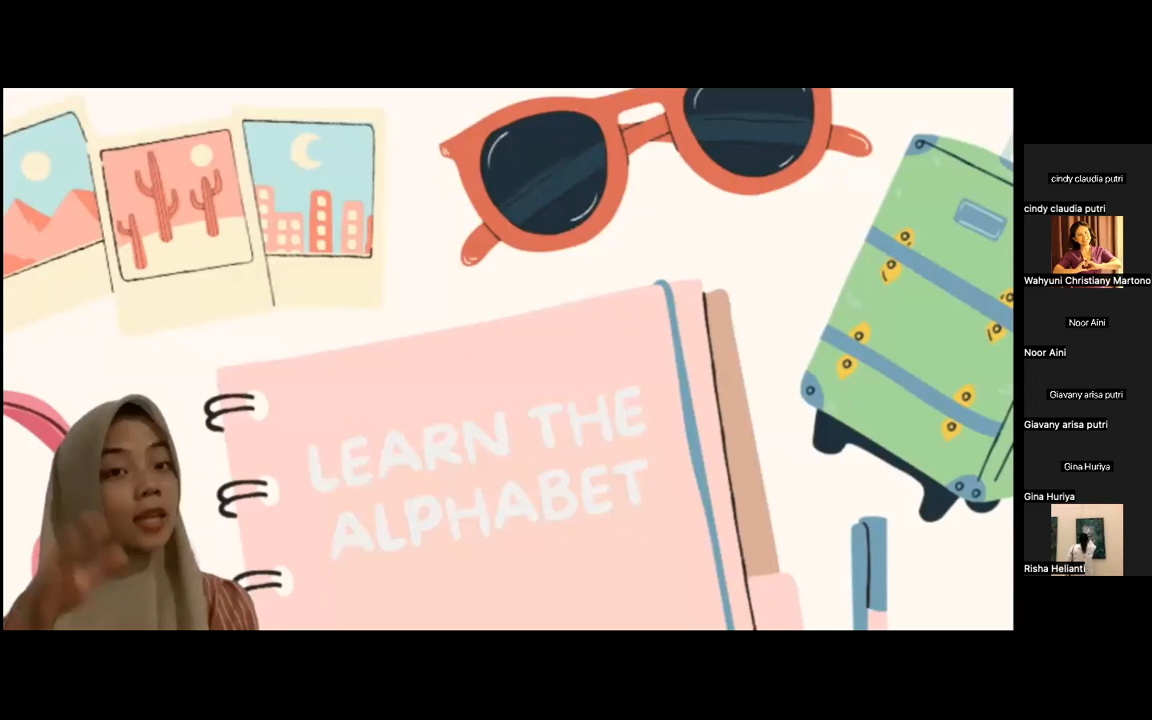 LEARN THE
ALPHABET
cindy claudia putri
cindy claudia putri
Wahyuni Christiany Martono
Noor Aini
Noor Aini
Giavany arisa putri
Giavany arisa putri
Gina Huriya
Gina Huriya
Risha Helianti